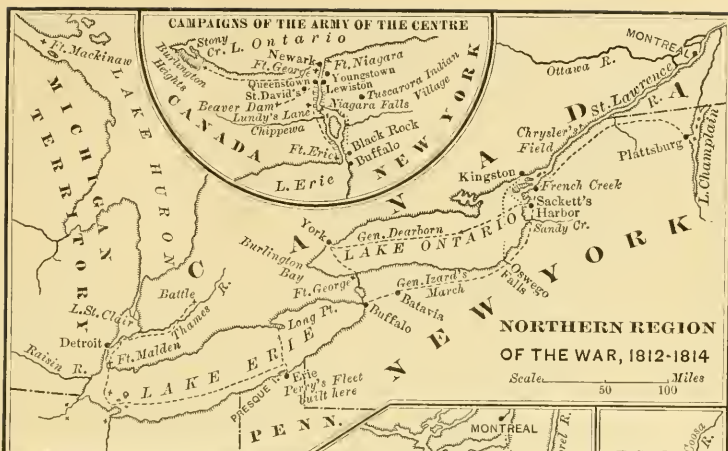 CAMPAIGNS OF THE ARMY OF THE CENTRE
Stony
Cr.
L. Ontario
Burlington
Heights
Newark
Ft. George
Ft. Niagara
Queenstown
Youngstown
St. David's
Lewiston
Beaver Dam
Tuscarora Indian
Village
Lundy's Lane
Niagara Falls
Chippewa
CANADA
NEW YORK
Ft. Erie
Black Rock
Buffalo
L. Erie
Ft. Mackinaw
LAKE HURON
MICHIGAN
TERRITORY
MONTREAL
Ottawa R.
St. Lawrence
R.
CANADA
Chrysler's
Field
Plattsburg
L. Champlain
Kingston
French Creek
Sackett's
Harbor
Sandy Cr.
York
Gen. Dearborn
LAKE ONTARIO
Burlington
Bay
Ft. George
Gen. Izard's
March
Oswego
Falls
Batavia
Buffalo
NEW YORK
Battle
Thames R.
L. St. Clair
Detroit
Ft. Malden
Long Pt.
Raisin R.
LAKE ERIE
PRESQUE I.
Erie
Perry's Fleet
built here
PENN.
NORTHERN REGION
OF THE WAR, 1812-1814
Scale
Miles
50
100
MONTREAL
rel R.
Coosa
R.